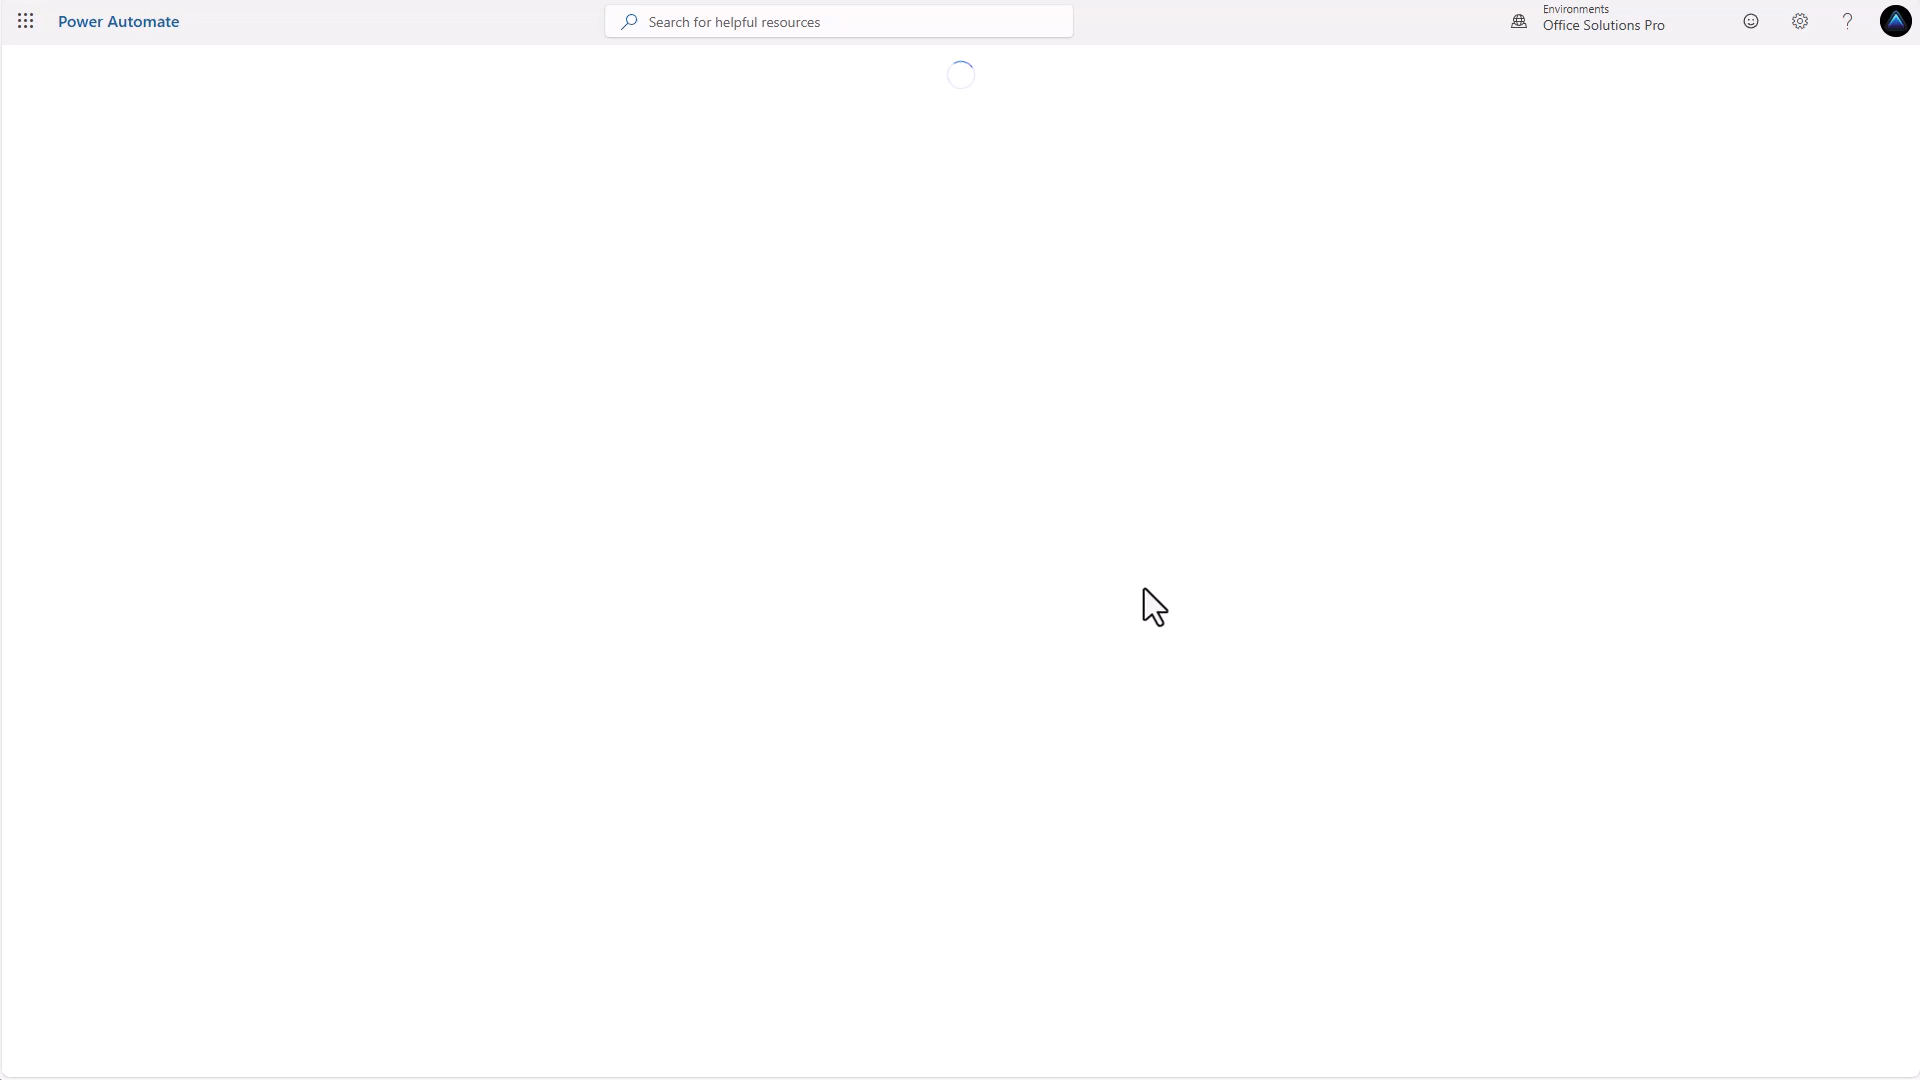 Power Automate
Search for helpful resources
Environments
Office Solutions Pro